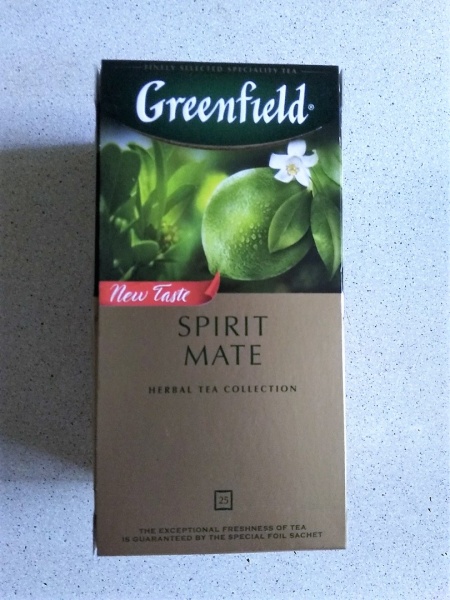 FINELY SELECTED SPECIALITY TEA
Greenfield®
New Taste
SPIRIT
MATE
HERBAL TEA COLLECTION
25
THE EXCEPTIONAL FRESHNESS OF TEA
IS GUARANTEED BY THE SPECIAL FOIL SACHET